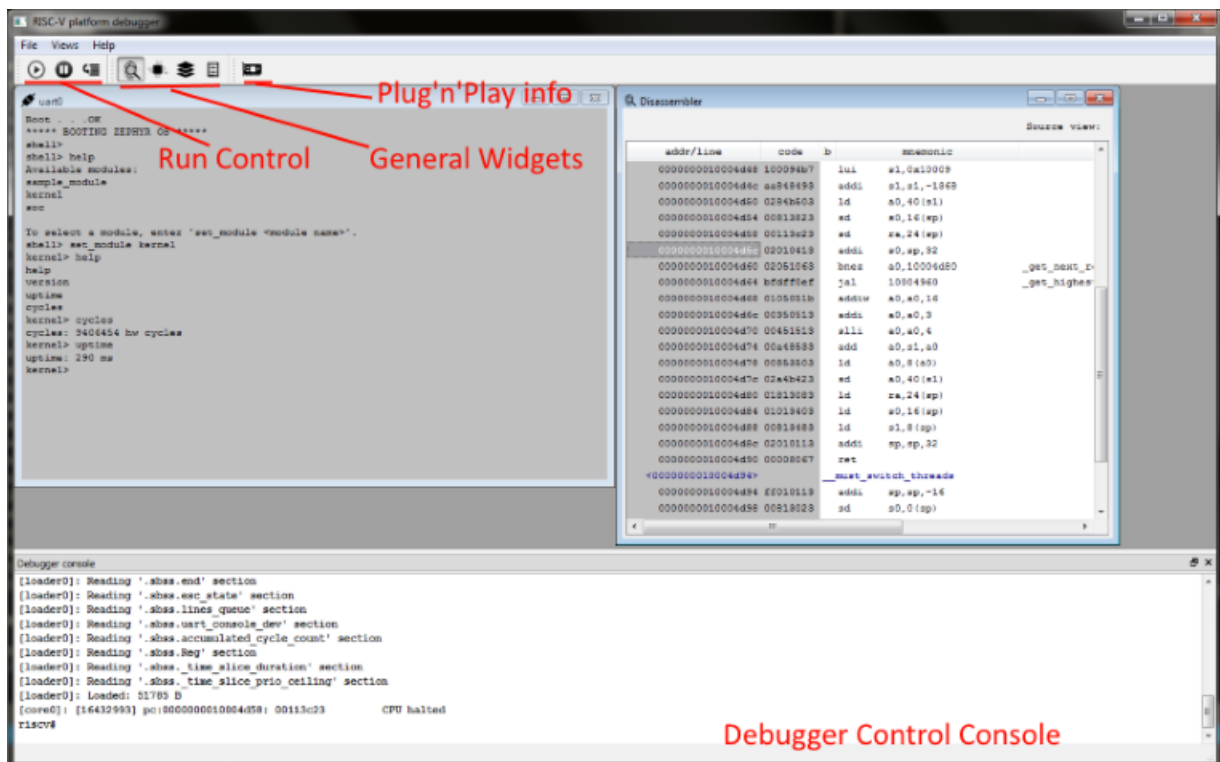 RISC-V platform debugger
File Views Help
Plug'n'Play info
Run Control
General Widgets
uart0
Boot . . .OK
***** BOOTING ZEPHYR OS *****
shell>
shell> help
Available modules:
sample_module
kernel
soc
To select a module, enter 'set_module <module name>'.
shell> set_module kernel
kernel> help
help
version
uptime
cycles
kernel> cycles
cycles: 9406454 hw cycles
kernel> uptime
uptime: 290 ms
kernel>
Disassembler
Source view:
addr/line code b mnemonic
0000000010004d48 100094b7 lui s1,0x10009
0000000010004d4c addi
0000000010004d50 0284b503 ld a0,40(s1)
0000000010004d54 00813823 sd s0,16(sp)
0000000010004d58 00113c23 sd ra,24(sp)
0000000010004d5c 02010413 addi s0,sp,32
0000000010004d60 02051063 bnez a0,10004d80
0000000010004d64 bfdff0ef jal 10004960
0000000010004d68 addiw a0,a0,16
0000000010004d6c 00350513 addi a0,a0,3
0000000010004d70 00451513 slli a0,a0,4
0000000010004d74 00a48533 add a0,s1,a0
0000000010004d78 00853503 ld a0,8(a0)
0000000010004d7c 02a4b423 sd a0,40(s1)
0000000010004d80 01813083 ld ra,24(sp)
0000000010004d84 01013403 ld s0,16(sp)
0000000010004d88 00813483 ld s1,8(sp)
0000000010004d8c 02010113 addi sp,sp,32
0000000010004d90 00008067 ret
<0000000010004d94> __must_switch_threads
0000000010004d94 ff010113 addi sp,sp,-16
0000000010004d98 00813023 sd s0,0(sp)
Debugger console
[loader0]: Reading '.sbss.end' section
[loader0]: Reading '.sbss.esc_state' section
[loader0]: Reading '.sbss.lines_queue' section
[loader0]: Reading '.sbss.uart_console_dev' section
[loader0]: Reading '.sbss.accumulated_cycle_count' section
[loader0]: Reading '.sbss.Reg' section
[loader0]: Reading '.sbss._time_slice_duration' section
[loader0]: Reading '.sbss._time_slice_prio_ceiling' section
[loader0]: Loaded: 51785 B
[core0]: [16432993] pc:0000000010004d58: 00113c23 CPU halted
riscv#
Debugger Control Console